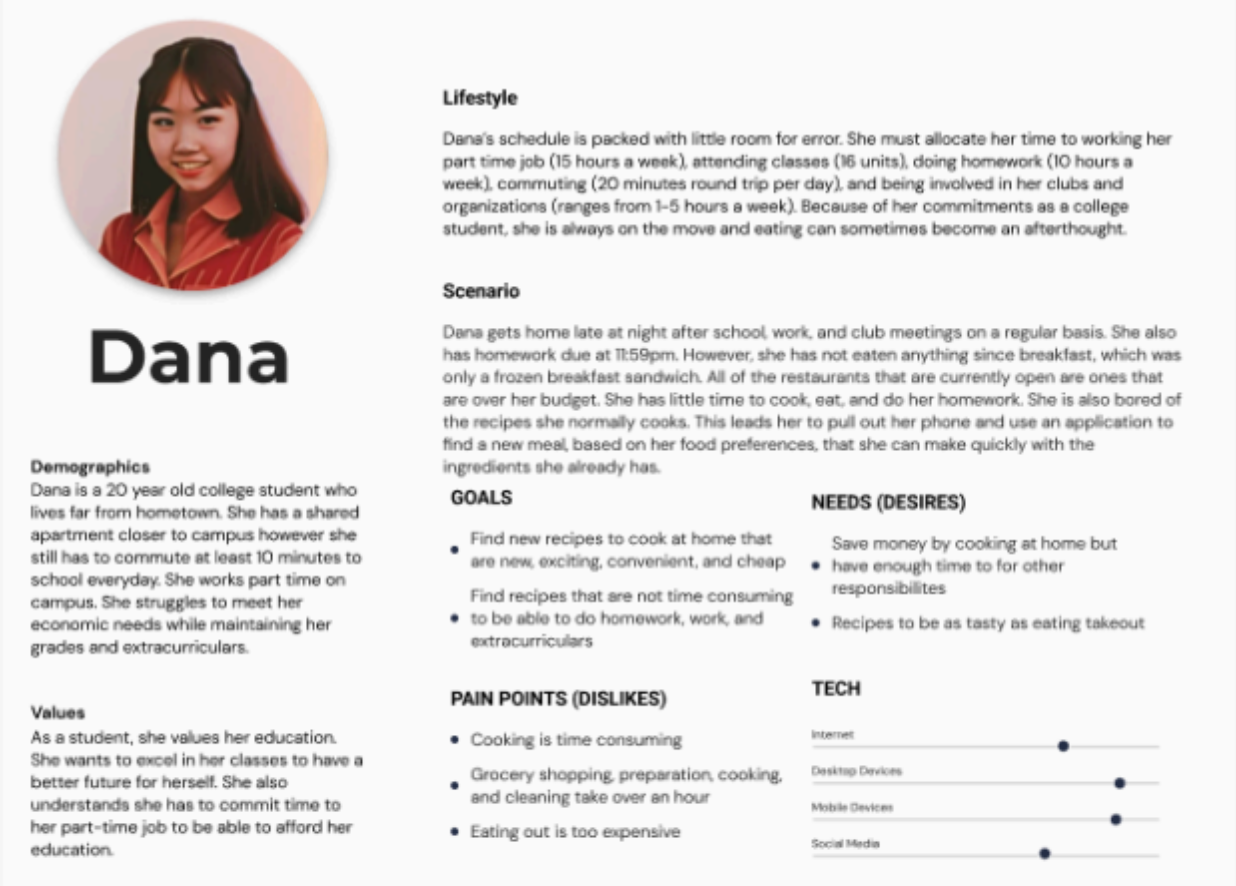 Dana
Demographics
Dana is a 20 year old college student who
lives far from hometown. She has a shared
apartment closer to campus however she
still has to commute at least 10 minutes to
school everyday. She works part time on
campus. She struggles to meet her
economic needs while maintaining her
grades and extracurriculars.
Values
As a student, she values her education.
She wants to excel in her classes to have a
better future for herself. She also
understands she has to commit time to
her part-time job to be able to afford her
education.
Lifestyle
Dana's schedule is packed with little room for error. She must allocate her time to working her
part time job (15 hours a week), attending classes (16 units), doing homework (10 hours a
week), commuting (20 minutes round trip per day), and being involved in her clubs and
organizations (ranges from 1-5 hours a week). Because of her commitments as a college
student, she is always on the move and eating can sometimes become an afterthought.
Scenario
Dana gets home late at night after school, work, and club meetings on a regular basis. She also
has homework due at 11:59pm. However, she has not eaten anything since breakfast, which was
only a frozen breakfast sandwich. All of the restaurants that are currently open are ones that
are over her budget. She has little time to cook, eat, and do her homework. She is also bored of
the recipes she normally cooks. This leads her to pull out her phone and use an application to
find a new meal, based on her food preferences, that she can make quickly with the
ingredients she already has.
GOALS
• Find new recipes to cook at home that
are new, exciting, convenient, and cheap
• Find recipes that are not time consuming
to be able to do homework, work, and
extracurriculars
NEEDS (DESIRES)
• Save money by cooking at home but
have enough time to for other
responsibilites
• Recipes to be as tasty as eating takeout
PAIN POINTS (DISLIKES)
• Cooking is time consuming
• Grocery shopping, preparation, cooking,
and cleaning take over an hour
• Eating out is too expensive
TECH
Internet
Desktop Devices
Mobile Devices
Social Media